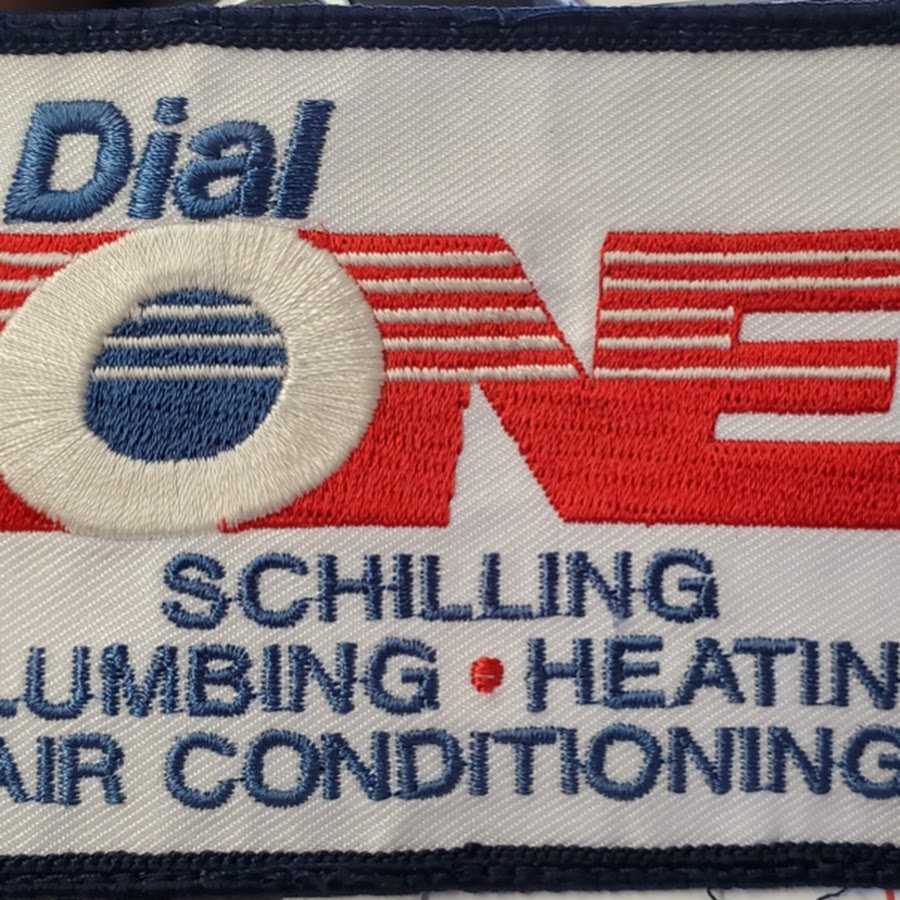 Dial
ONE
SCHILLING
LUMBING • HEATIN
AIR CONDITIONING